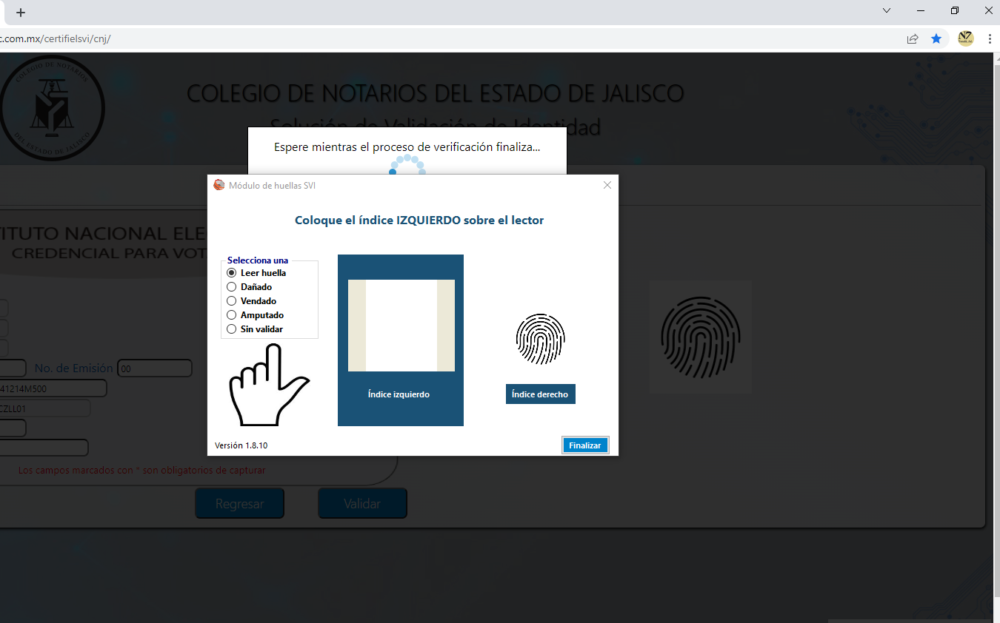 c.com.mx/certifielsvi/cnj/
COLEGIO DE NOTARIOS
DEL ESTADO DE JALISCO
COLEGIO DE NOTARIOS DEL ESTADO DE JALISCO
Solución de Validación de Identidad
Espere mientras el proceso de verificación finaliza...
Módulo de huellas SVI
Coloque el índice IZQUIERDO sobre el lector
TITUTO NACIONAL ELE
CREDENCIAL PARA VOT
Selecciona una
Leer huella
Dañado
Vendado
Amputado
Sin validar
No. de Emisión 00
41214M500
CZLL01
Índice izquierdo
Índice derecho
Versión 1.8.10
Finalizar
Los campos marcados con * son obligatorios de capturar
Regresar
Validar